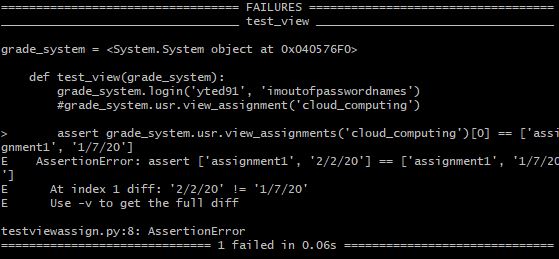 ================================== FAILURES ===================================
__________________________________ test_view __________________________________
grade_system = <System.System object at 0x040576F0>
def test_view(grade_system):
grade_system.login('yted91', 'imoutofpasswordnames')
#grade_system.usr.view_assignment('cloud_computing')
> assert grade_system.usr.view_assignments('cloud_computing')[0] == ['assi
gnment1', '1/7/20']
E AssertionError: assert ['assignment1', '2/2/20'] == ['assignment1', '1/7/20
']
E At index 1 diff: '2/2/20' != '1/7/20'
E Use -v to get the full diff
testviewassign.py:8: AssertionError
============================== 1 failed in 0.06s ==============================